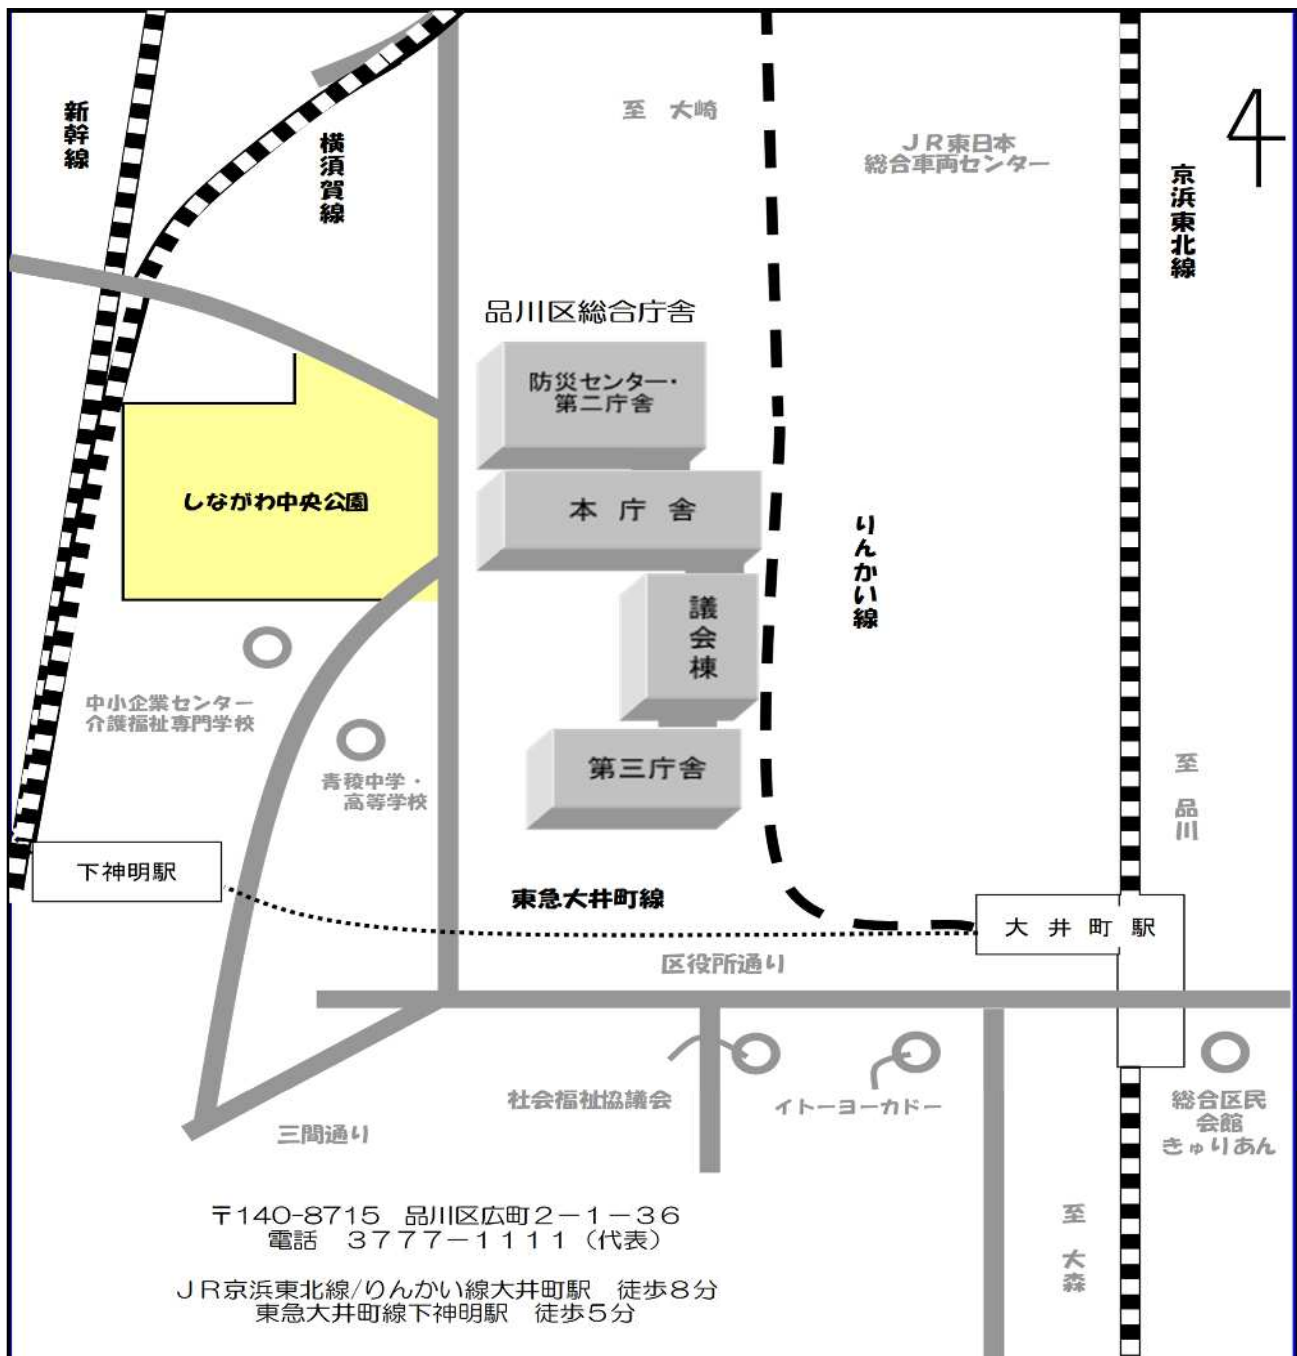 新幹線
横須賀線
至 大崎
ＪＲ東日本
総合車両センター
京浜東北線
品川区総合庁舎
防災センター・
第二庁舎
しながわ中央公園
本 庁 舎
りんかい線
議会棟
中小企業センター
介護福祉専門学校
青稜中学・
高等学校
第三庁舎
至 品川
下神明駅
東急大井町線
大 井 町 駅
区役所通り
社会福祉協議会
イトーヨーカドー
総合区民
会館
きゅりあん
三間通り
至 大森
〒140-8715 品川区広町２－１－３６
電話 ３７７７－１１１１（代表）
ＪＲ京浜東北線/りんかい線大井町駅 徒歩８分
東急大井町線下神明駅 徒歩５分